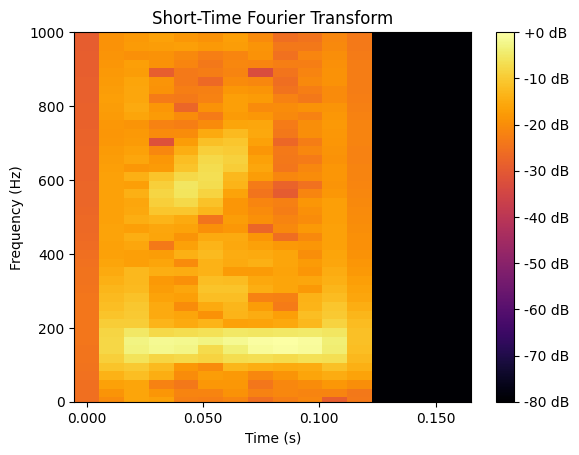 Short-Time Fourier Transform
1000
800
600
400
200
0
Frequency (Hz)
0.000
0.050
0.100
0.150
Time (s)
+0 dB
-10 dB
-20 dB
-30 dB
-40 dB
-50 dB
-60 dB
-70 dB
-80 dB